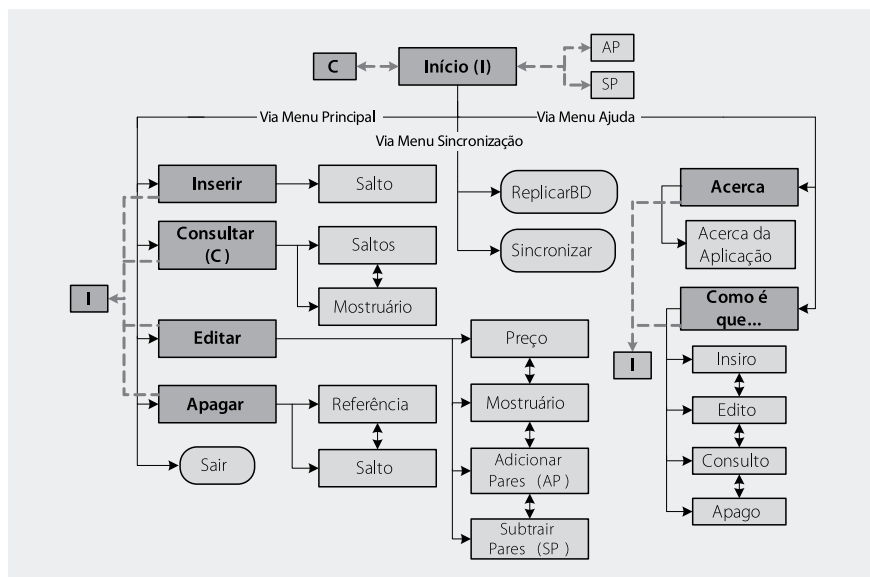 C
Início (I)
AP
SP
Via Menu Principal
Via Menu Ajuda
Via Menu Sincronização
Inserir
Salto
Consultar
(C )
Saltos
Mostruário
I
Editar
Apagar
Referência
Salto
Sair
ReplicarBD
Sincronizar
Preço
Mostruário
Adicionar
Pares (AP )
Subtrair
Pares (SP )
Acerca
Acerca da
Aplicação
Como é
que...
I
Insiro
Edito
Consulto
Apago